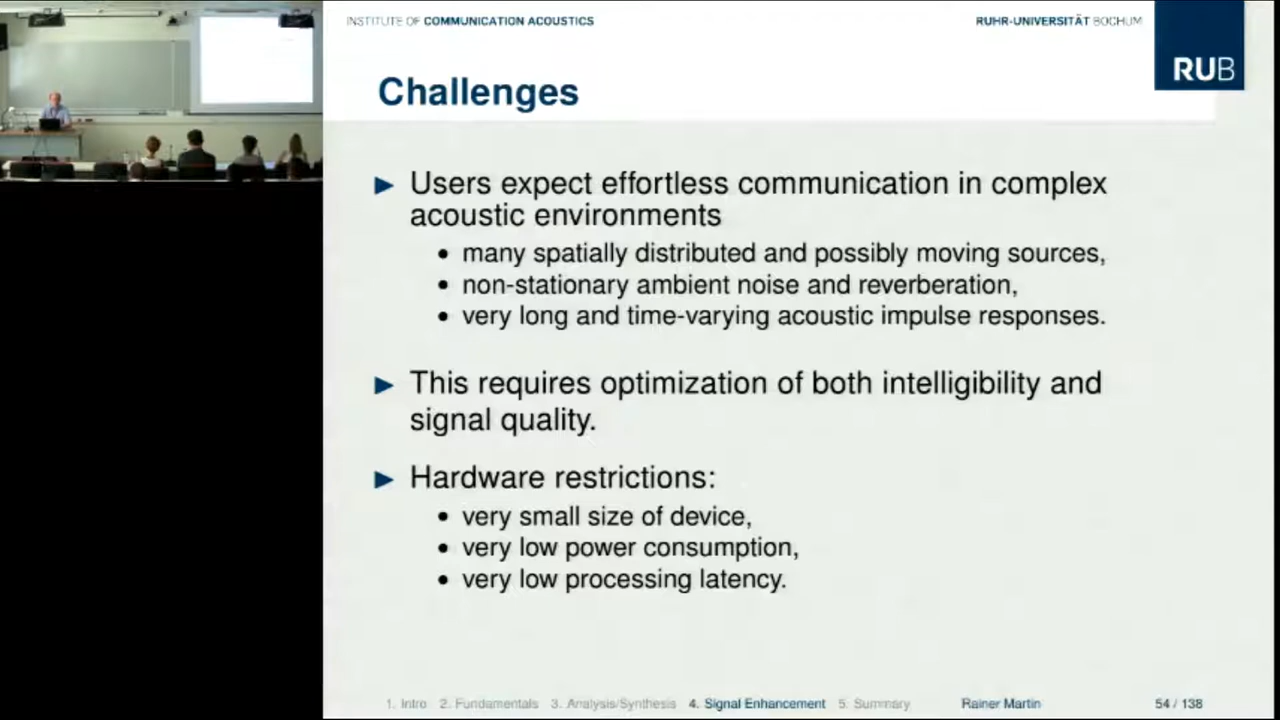 INSTITUTE OF COMMUNICATION ACOUSTICS
RUHR-UNIVERSITÄT BOCHUM
RUB
Challenges
Users expect effortless communication in complex
acoustic environments
many spatially distributed and possibly moving sources,
non-stationary ambient noise and reverberation,
very long and time-varying acoustic impulse responses.
This requires optimization of both intelligibility and
signal quality.
Hardware restrictions:
very small size of device,
very low power consumption,
very low processing latency.
1. Intro 2. Fundamentals 3. Analysis/Synthesis 4. Signal Enhancement 5. Summary Rainer Martin 54 / 138